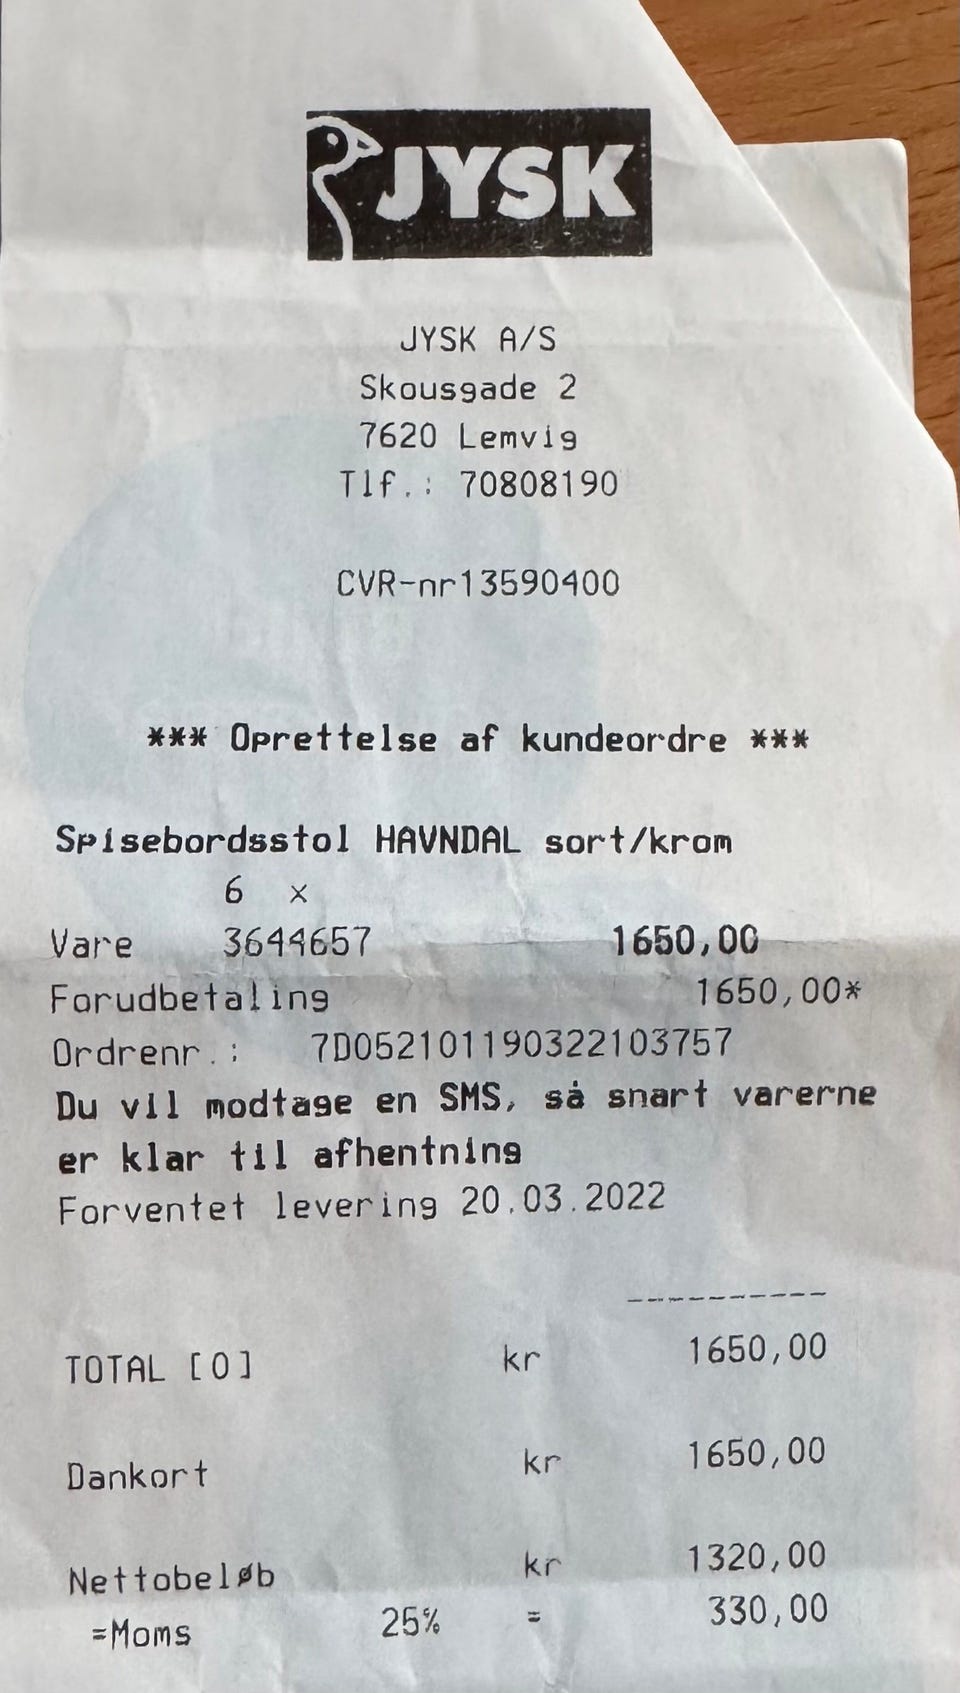 JYSK
JYSK A/S
Skousgade 2
7620 Lemvig
Tlf.: 70808190
CVR-nr13590400
*** Oprettelse af kundeordre ***
Spisebordsstol HAVNDAL sort/krom
6 x
Vare 3644657 1650,00
Forudbetaling 1650,00*
Ordrenr.: 7D052101190322103757
Du vil modtage en SMS, så snart varerne
er klar til afhentning
Forventet levering 20.03.2022
----------
TOTAL [0] kr 1650,00
Dankort kr 1650,00
Nettobeløb kr 1320,00
=Moms 25% = 330,00